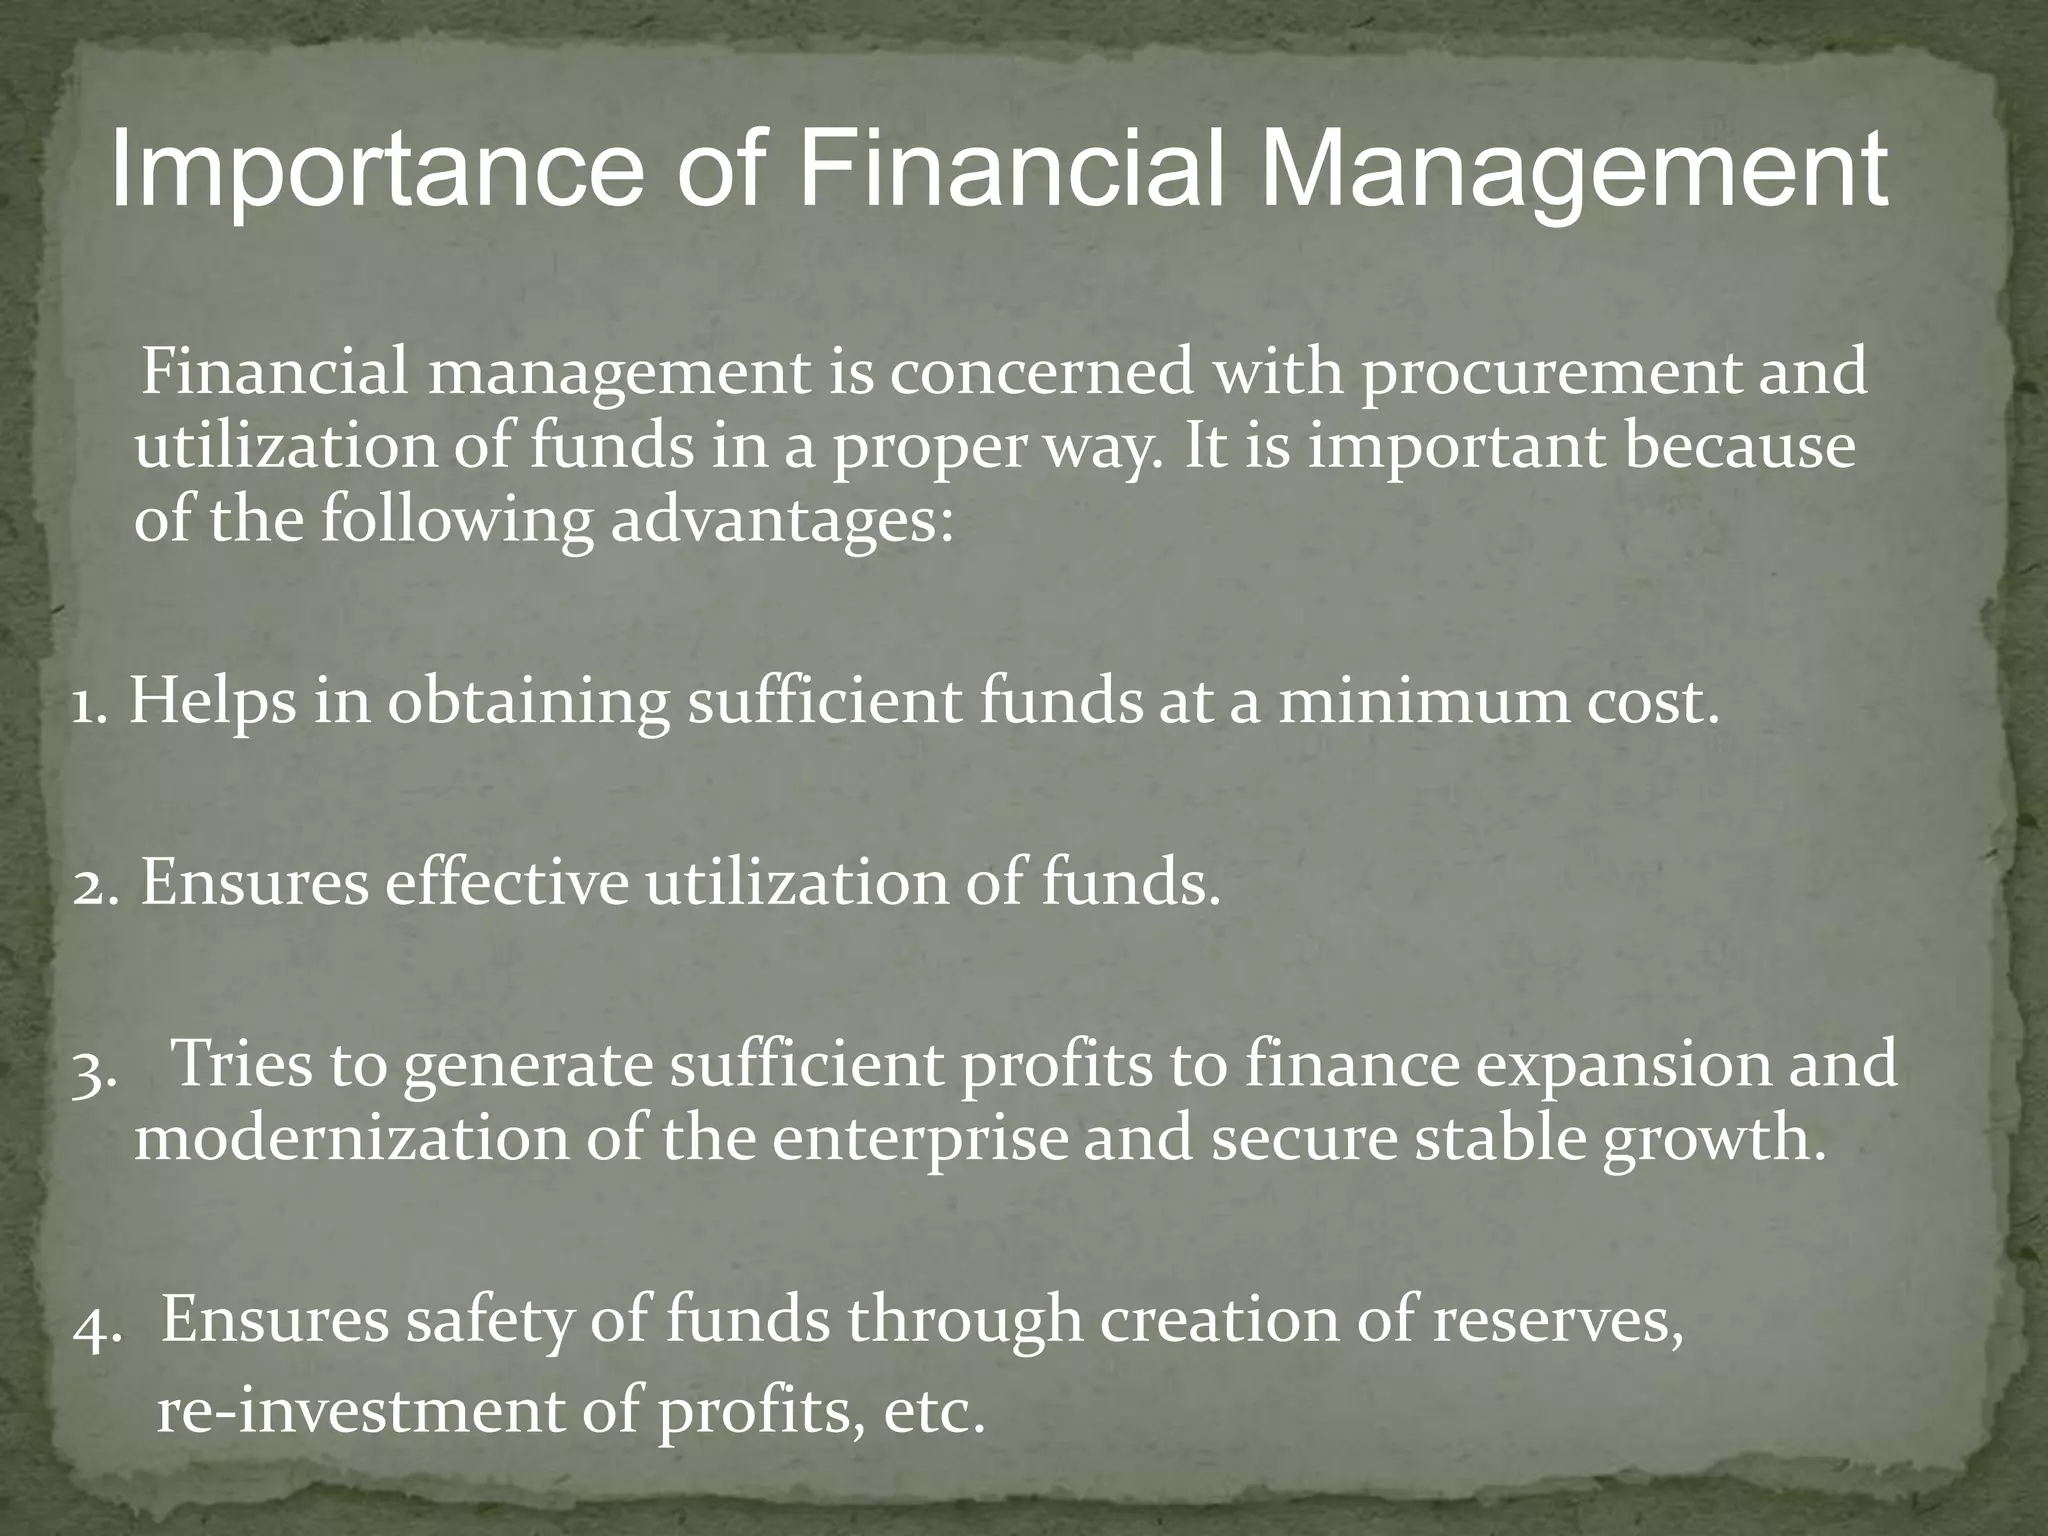 Importance of Financial Management
Financial management is concerned with procurement and
utilization of funds in a proper way. It is important because
of the following advantages:
1. Helps in obtaining sufficient funds at a minimum cost.
2. Ensures effective utilization of funds.
3. Tries to generate sufficient profits to finance expansion and
modernization of the enterprise and secure stable growth.
4. Ensures safety of funds through creation of reserves,
re-investment of profits, etc.